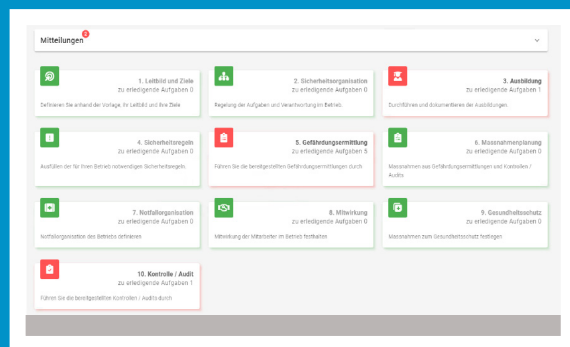 Mitteilungen
1. Leitbild und Ziele
zu erledigende Aufgaben 0
Definieren Sie anhand der Vorlage, Ihr Leitbild und Ihre Ziele
2. Sicherheitsorganisation
zu erledigende Aufgaben 0
Regelung der Aufgaben und Verantwortung im Betrieb.
3. Ausbildung
zu erledigende Aufgaben 1
Durchführen und dokumentieren der Ausbildungen.
4. Sicherheitsregeln
zu erledigende Aufgaben 0
Ausfüllen der für Ihren Betrieb notwendigen Sicherheitsregeln.
5. Gefährdungsermittlung
zu erledigende Aufgaben 5
Führen Sie die bereitgestellten Gefährdungsermittlungen durch.
6. Massnahmenplanung
zu erledigende Aufgaben 0
Massnahmen aus Gefährdungsermittlungen und Kontrollen /
Audits
7. Notfallorganisation
zu erledigende Aufgaben 0
Notfallorganisation des Betriebs definieren
8. Mitwirkung
zu erledigende Aufgaben 0
Mitwirkung der Mitarbeiter im Betrieb festhalten
9. Gesundheitsschutz
zu erledigende Aufgaben 0
Massnahmen zum Gesundheitsschutz festlegen
10. Kontrolle / Audit
zu erledigende Aufgaben 1
Führen Sie die bereitgestellten Kontrollen / Audits durch